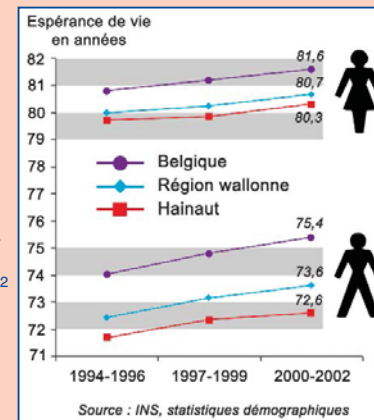 Espérance de vie
en années
82
81
80
79
78
77
76
75
74
73
72
71
81,6
80,7
80,3
Belgique
Région wallonne
Hainaut
75,4
73,6
72,6
2
1994-1996 1997-1999 2000-2002
Source : INS, statistiques démographiques